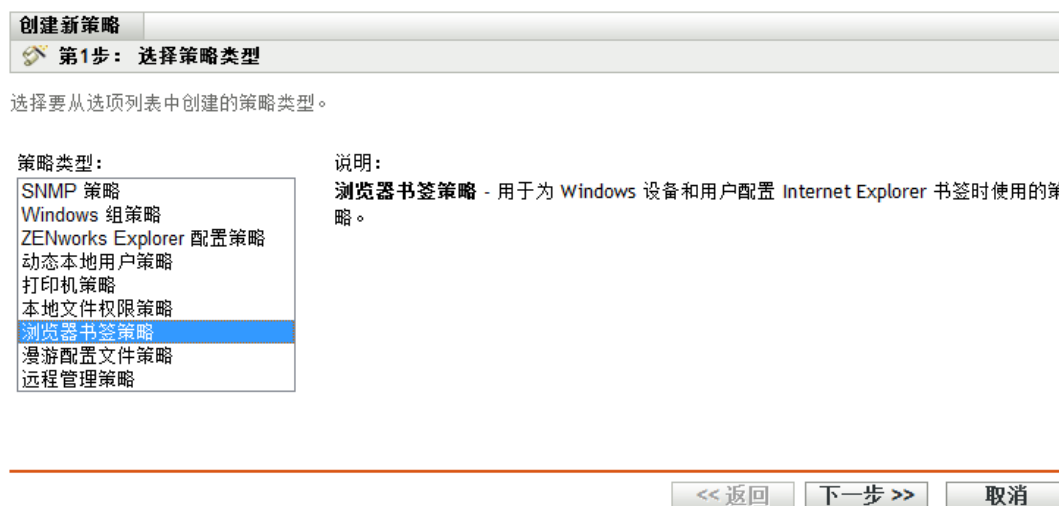 创建新策略
第1步： 选择策略类型
选择要从选项列表中创建的策略类型。
策略类型：
SNMP 策略
Windows 组策略
ZENworks Explorer 配置策略
动态本地用户策略
打印机策略
本地文件权限策略
浏览器书签策略
漫游配置文件策略
远程管理策略
说明：
浏览器书签策略 - 用于为 Windows 设备和用户配置 Internet Explorer 书签时使用的策
略。
<< 返回
下一步 >>
取消